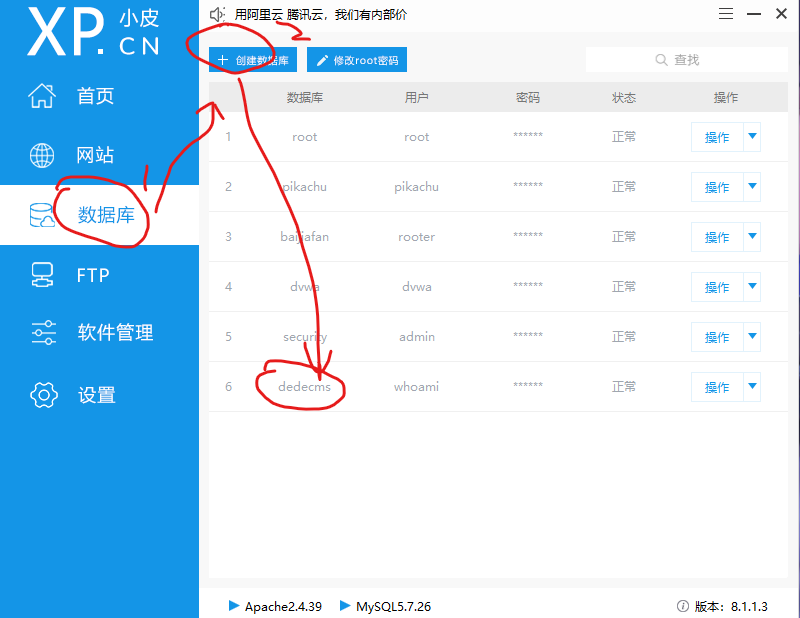 XP.CN 小皮
用阿里云 腾讯云，我们有内部价
首页
网站
数据库
FTP
软件管理
设置
+ 创建数据库
修改root密码
查找
数据库 用户 密码 状态 操作
1 root root ****** 正常 操作
2 pikachu pikachu ****** 正常 操作
3 baijiafan rooter ****** 正常 操作
4 dvwa dvwa ****** 正常 操作
5 security admin ****** 正常 操作
6 dedecms whoami ****** 正常 操作
Apache2.4.39 MySQL5.7.26
版本：8.1.1.3